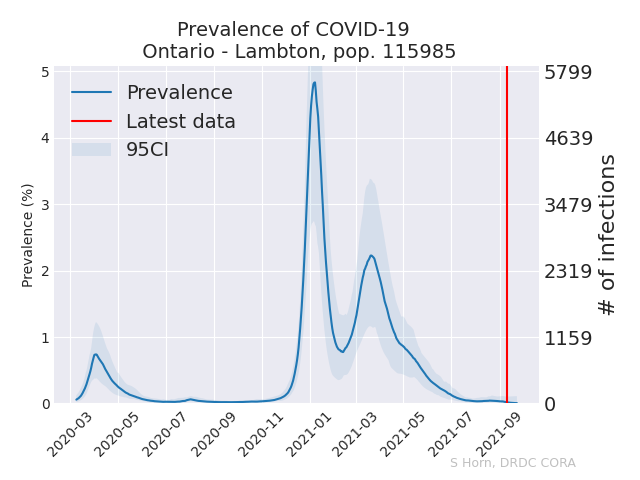 Prevalence of COVID-19
Ontario - Lambton, pop. 115985
Prevalence
Latest data
95CI
Prevalence (%)
5
4
3
2
1
0
5799
4639
3479
2319
1159
0
# of infections
2020-03
2020-05
2020-07
2020-09
2020-11
2021-01
2021-03
2021-05
2021-07
2021-09
S Horn, DRDC CORA